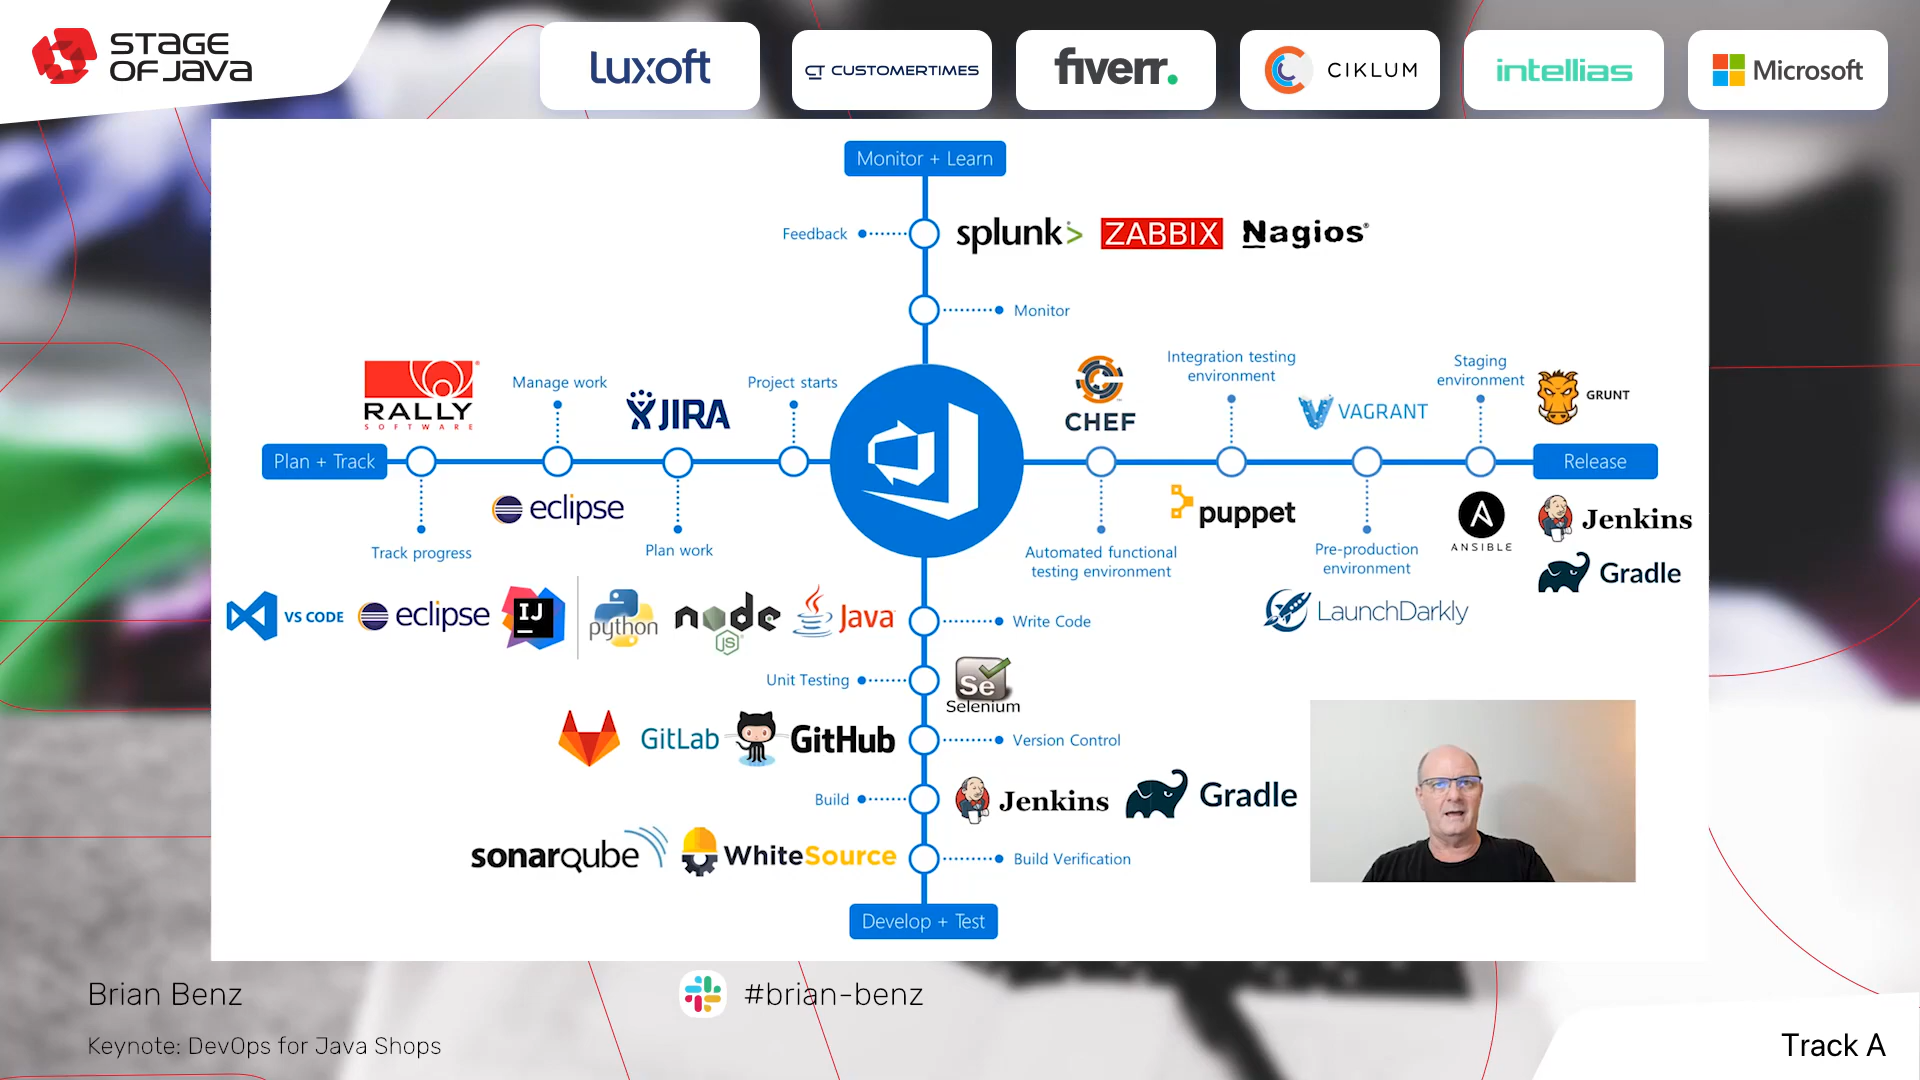 STAGE
OF JAVA
Luxoft
CT CUSTOMERTIMES
fiverr.
CIKLUM
intellias
Microsoft
Monitor + Learn
Feedback
splunk>
ZABBIX
Nagios®
Monitor
RALLY
SOFTWARE
Manage work
JIRA
Project starts
CHEF
Integration testing
environment
VAGRANT
Staging
environment
GRUNT
Plan + Track
Release
eclipse
puppet
ANSIBLE
Jenkins
Track progress
Plan work
Automated functional
testing environment
Pre-production
environment
Gradle
VS CODE
eclipse
IJ
python
node
JS
Java
Write Code
LaunchDarkly
Unit Testing
Se
Selenium
GitLab
GitHub
Version Control
Build
Jenkins
Gradle
sonarqube
WhiteSource
Build Verification
Develop + Test
Brian Benz
#brian-benz
Keynote: DevOps for Java Shops
Track A